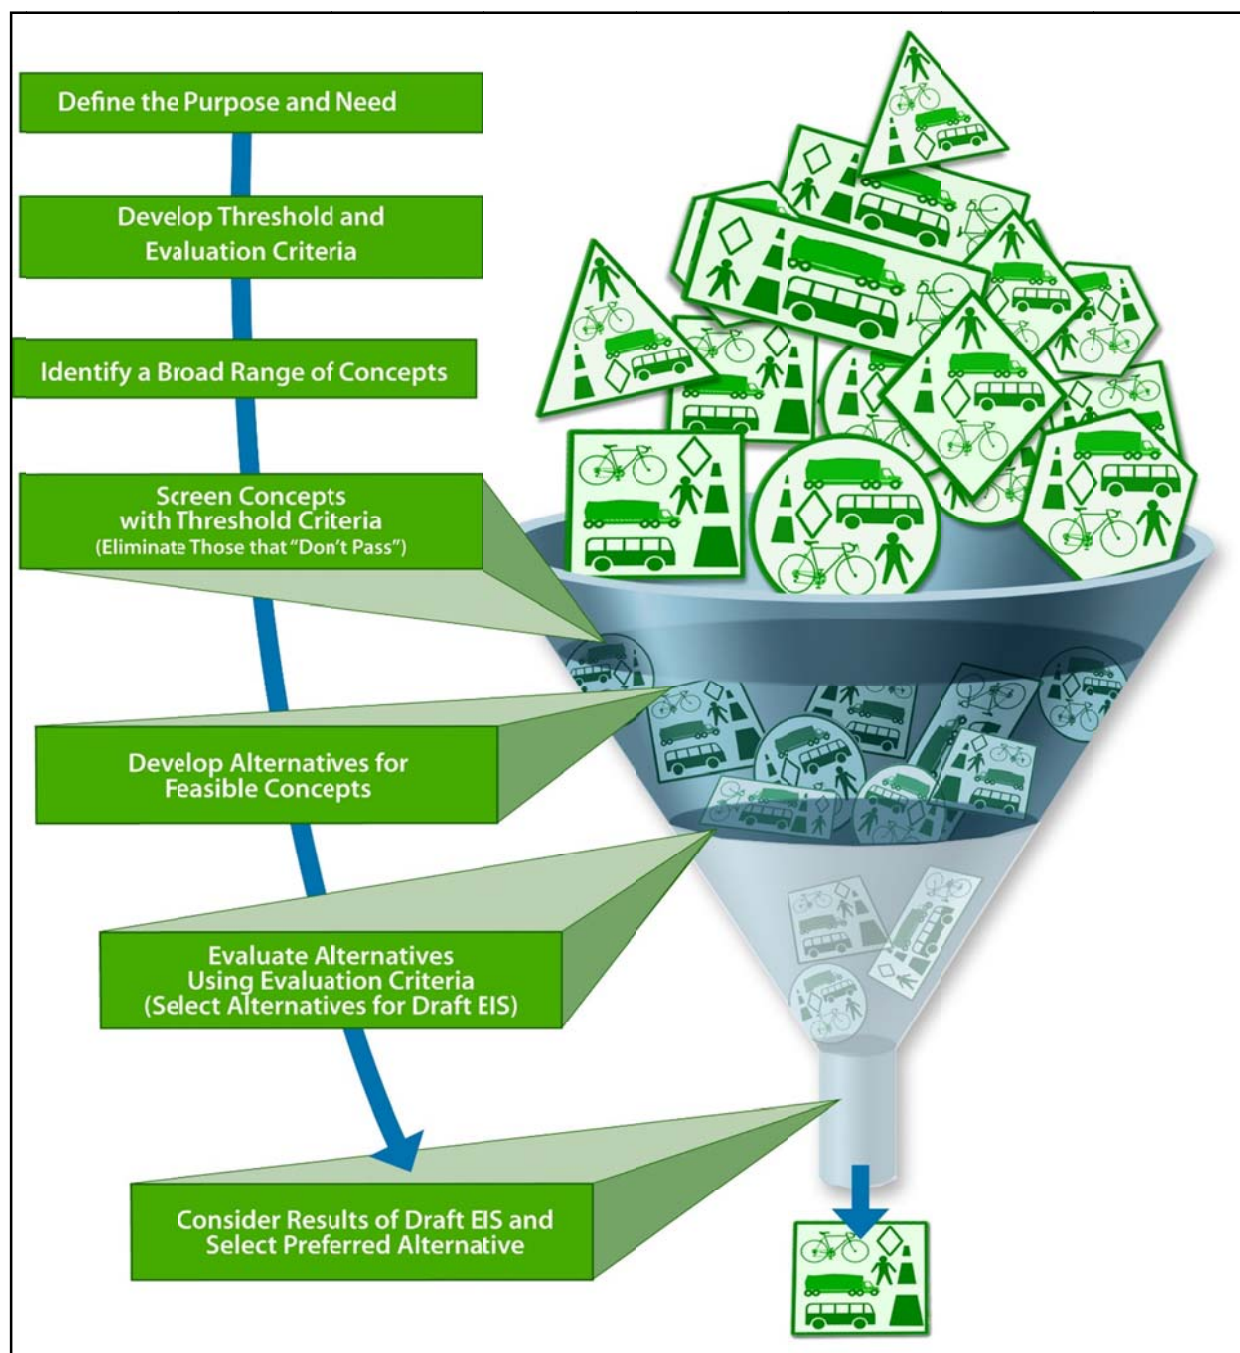 Define the Purpose and Need
Develop Threshold and
Evaluation Criteria
Identify a Broad Range of Concepts
Screen Concepts
with Threshold Criteria
(Eliminate Those that “Don’t Pass”)
Develop Alternatives for
Feasible Concepts
Evaluate Alternatives
Using Evaluation Criteria
(Select Alternatives for Draft EIS)
Consider Results of Draft EIS and
Select Preferred Alternative